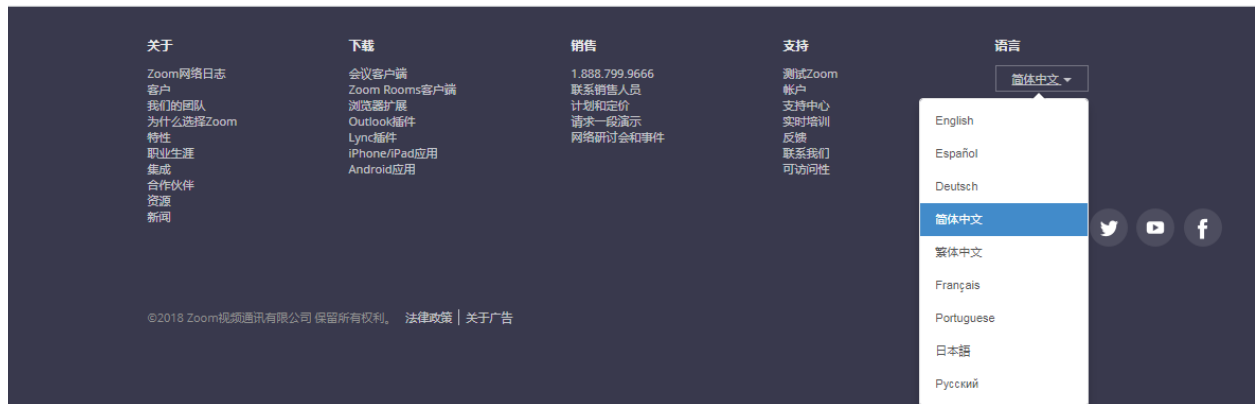 关于
Zoom网络日志
客户
我们的团队
为什么选择Zoom
特性
职业生涯
集成
合作伙伴
资源
新闻
下载
会议客户端
Zoom Rooms客户端
浏览器扩展
Outlook插件
Lync插件
iPhone/iPad应用
Android应用
销售
1.888.799.9666
联系销售人员
计划和定价
请求一段演示
网络研讨会和事件
支持
测试Zoom
帐户
支持中心
实时培训
反馈
联系我们
可访问性
语言
简体中文
English
Español
Deutsch
简体中文
繁体中文
Français
Portuguese
日本語
Русский
©2018 Zoom视频通讯有限公司 保留所有权利。 法律政策 | 关于广告